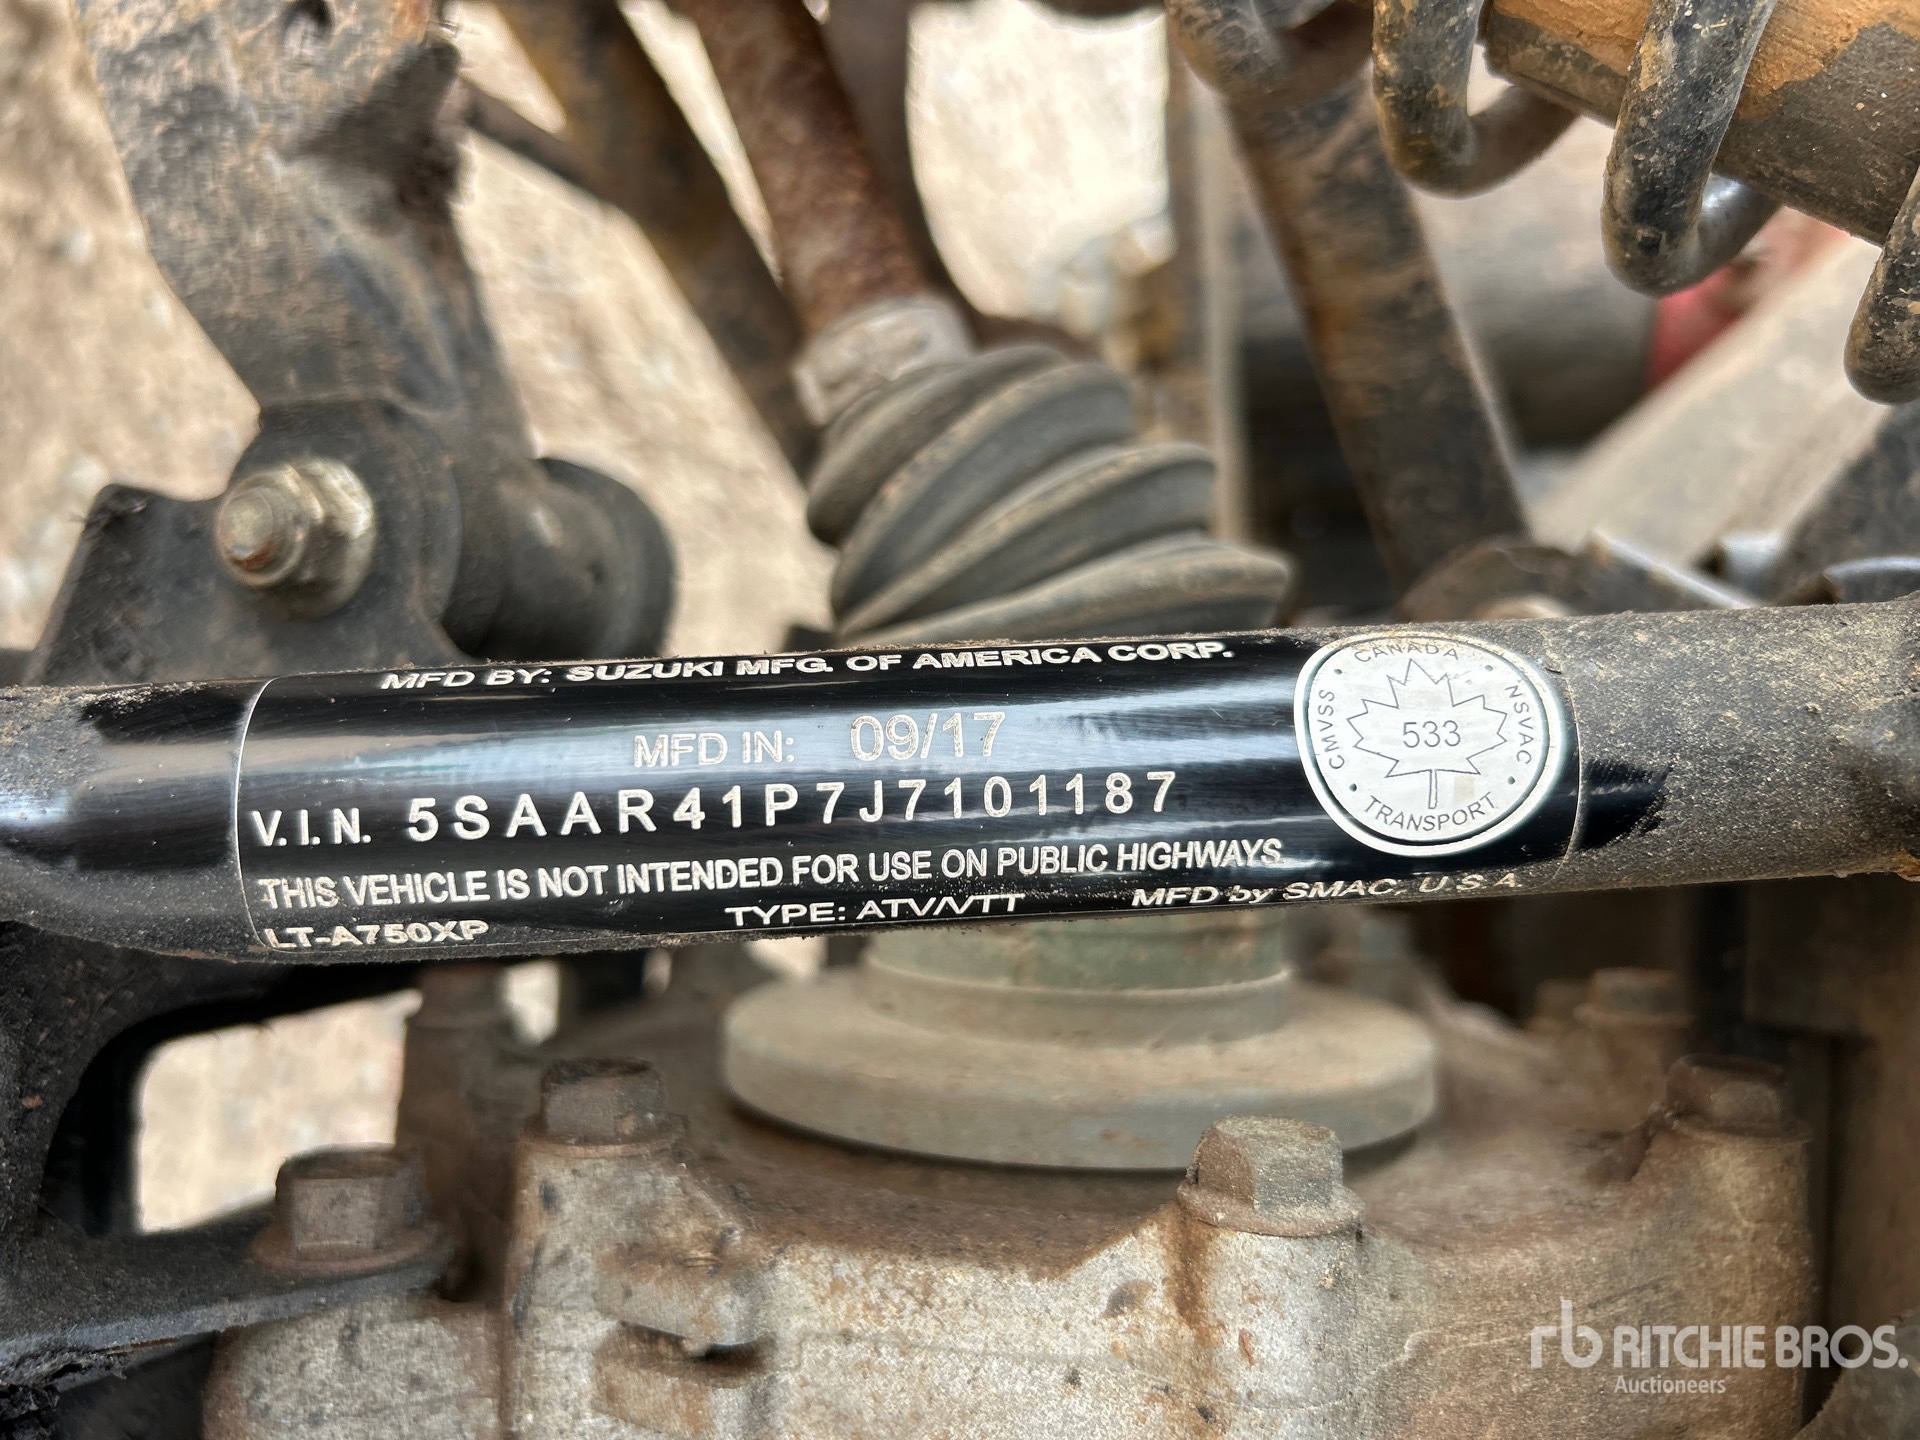 MFD BY: SUZUKI MFG. OF AMERICA CORP.
MFD IN: 09/17
V.I.N. 5SAAR41P7J7101187
THIS VEHICLE IS NOT INTENDED FOR USE ON PUBLIC HIGHWAYS
LT-A750XP TYPE: ATV/VTT MFD by SMAC. U.S.A.
CANADA
CMVSS • 533 • NSVAC
• TRANSPORT •
rb RITCHIE BROS.
Auctioneers